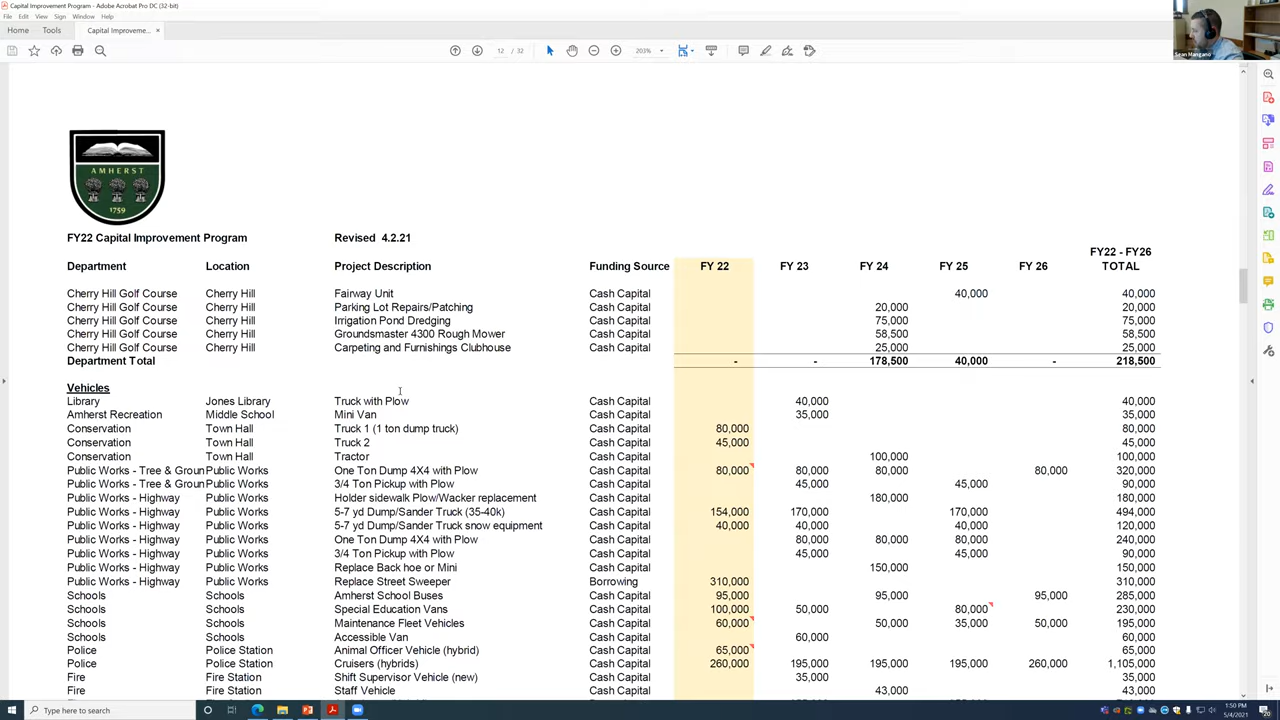 Capital Improvement Program - Adobe Acrobat Pro DC (32-bit)
File Edit View Sign Window Help
Home Tools Capital Improveme... ×
12 / 32 203%
Sean Mangano
AMHERST
1759
FY22 Capital Improvement Program Revised 4.2.21
FY22 - FY26
Department Location Project Description Funding Source FY 22 FY 23 FY 24 FY 25 FY 26 TOTAL
Cherry Hill Golf Course Cherry Hill Fairway Unit Cash Capital 40,000 40,000
Cherry Hill Golf Course Cherry Hill Parking Lot Repairs/Patching Cash Capital 20,000 20,000
Cherry Hill Golf Course Cherry Hill Irrigation Pond Dredging Cash Capital 75,000 75,000
Cherry Hill Golf Course Cherry Hill Groundsmaster 4300 Rough Mower Cash Capital 58,500 58,500
Cherry Hill Golf Course Cherry Hill Carpeting and Furnishings Clubhouse Cash Capital 25,000 25,000
Department Total - - 178,500 40,000 - 218,500
Vehicles
Library Jones Library Truck with Plow Cash Capital 40,000 40,000
Amherst Recreation Middle School Mini Van Cash Capital 35,000 35,000
Conservation Town Hall Truck 1 (1 ton dump truck) Cash Capital 80,000 80,000
Conservation Town Hall Truck 2 Cash Capital 45,000 45,000
Conservation Town Hall Tractor Cash Capital 100,000 100,000
Public Works - Tree & Groun Public Works One Ton Dump 4X4 with Plow Cash Capital 80,000 80,000 80,000 80,000 320,000
Public Works - Tree & Groun Public Works 3/4 Ton Pickup with Plow Cash Capital 45,000 45,000 90,000
Public Works - Highway Public Works Holder sidewalk Plow/Wacker replacement Cash Capital 180,000 180,000
Public Works - Highway Public Works 5-7 yd Dump/Sander Truck (35-40k) Cash Capital 154,000 170,000 170,000 494,000
Public Works - Highway Public Works 5-7 yd Dump/Sander Truck snow equipment Cash Capital 40,000 40,000 40,000 120,000
Public Works - Highway Public Works One Ton Dump 4X4 with Plow Cash Capital 80,000 80,000 80,000 240,000
Public Works - Highway Public Works 3/4 Ton Pickup with Plow Cash Capital 45,000 45,000 90,000
Public Works - Highway Public Works Replace Back hoe or Mini Cash Capital 150,000 150,000
Public Works - Highway Public Works Replace Street Sweeper Borrowing 310,000 310,000
Schools Schools Amherst School Buses Cash Capital 95,000 95,000 95,000 285,000
Schools Schools Special Education Vans Cash Capital 100,000 50,000 80,000 230,000
Schools Schools Maintenance Fleet Vehicles Cash Capital 60,000 50,000 35,000 50,000 195,000
Schools Schools Accessible Van Cash Capital 60,000 60,000
Police Police Station Animal Officer Vehicle (hybrid) Cash Capital 65,000 65,000
Police Police Station Cruisers (hybrids) Cash Capital 260,000 195,000 195,000 195,000 260,000 1,105,000
Fire Fire Station Shift Supervisor Vehicle (new) Cash Capital 35,000 35,000
Fire Fire Station Staff Vehicle Cash Capital 43,000 43,000
Type here to search
1:50 PM
5/4/2021